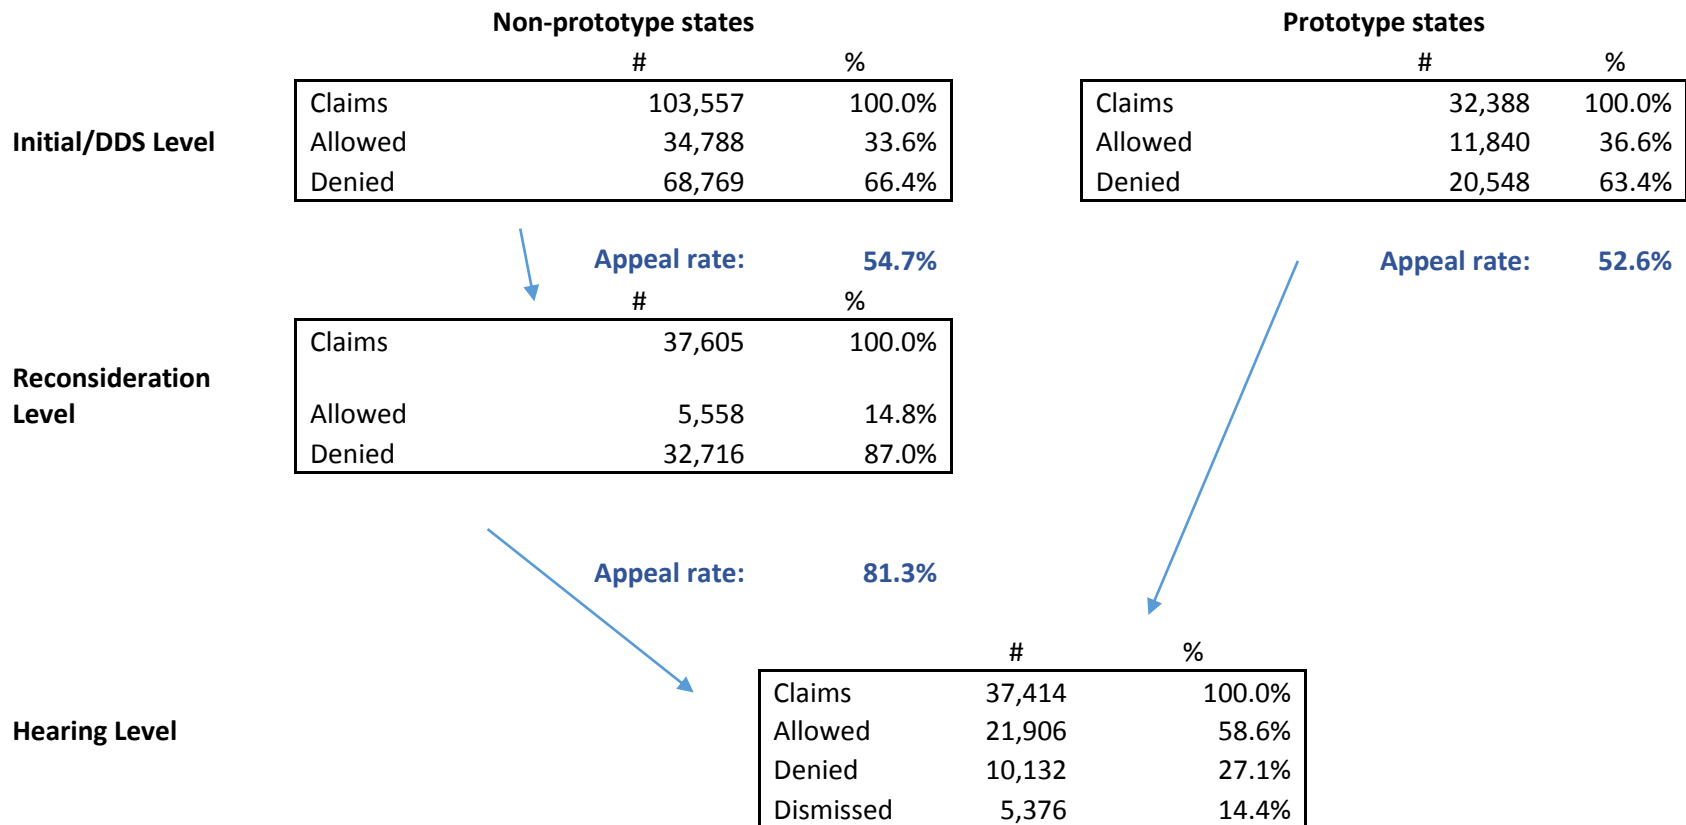 Non-prototype states Prototype states
# % # %
Claims 103,557 100.0% Claims 32,388 100.0%
Initial/DDS Level Allowed 34,788 33.6% Allowed 11,840 36.6%
Denied 68,769 66.4% Denied 20,548 63.4%
Appeal rate: 54.7% Appeal rate: 52.6%
# %
Claims 37,605 100.0%
Reconsideration
Level Allowed 5,558 14.8%
Denied 32,716 87.0%
Appeal rate: 81.3%
# %
Claims 37,414 100.0%
Hearing Level Allowed 21,906 58.6%
Denied 10,132 27.1%
Dismissed 5,376 14.4%